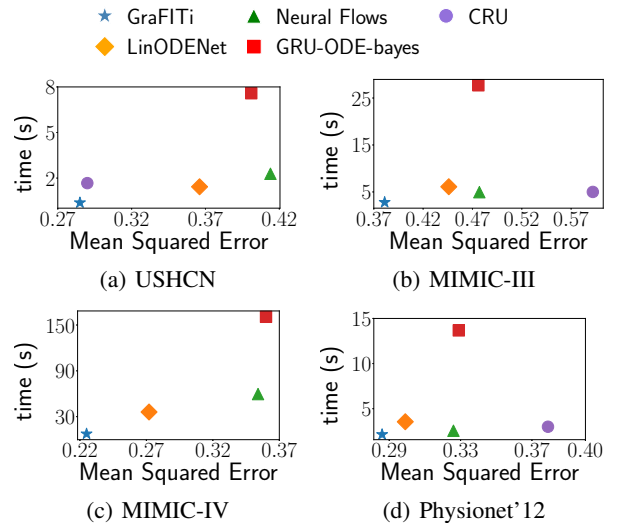 GraFITi Neural Flows CRU
LinODENet GRU-ODE-bayes
time (s)
8
5
2
0.27 0.32 0.37 0.42
Mean Squared Error
(a) USHCN
time (s)
25
15
5
0.37 0.42 0.47 0.52 0.57
Mean Squared Error
(b) MIMIC-III
time (s)
150
90
30
0.22 0.27 0.32 0.37
Mean Squared Error
(c) MIMIC-IV
time (s)
15
10
5
0.29 0.33 0.36 0.40
Mean Squared Error
(d) Physionet'12